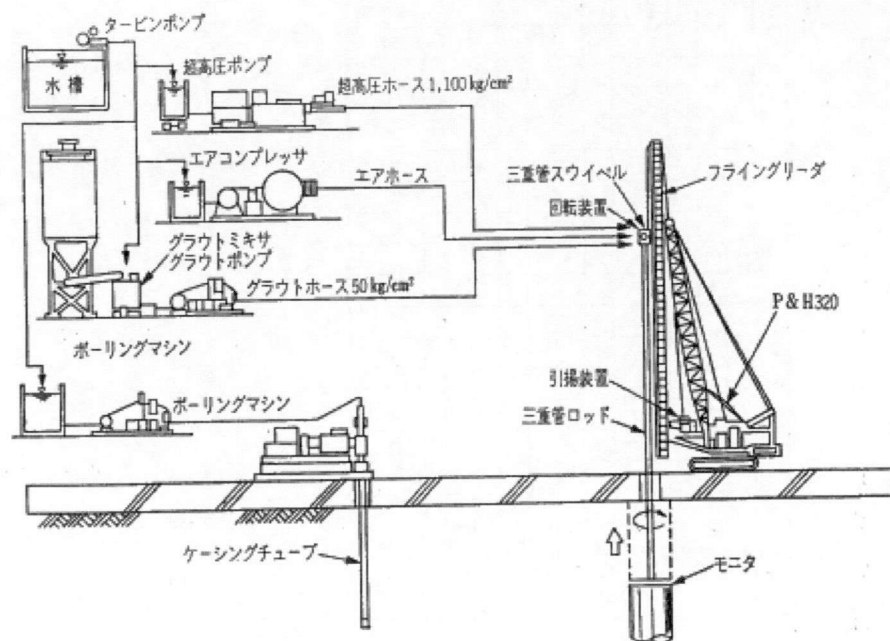 タービンポンプ
水槽
超高圧ポンプ
超高圧ホース1,100kg/cm²
エアコンプレッサ
エアホース
グラウトミキサ
グラウトポンプ
グラウトホース50kg/cm²
ボーリングマシン
ボーリングマシン
三重管スウイベル
フライングリーダ
回転装置
P&H320
引揚装置
三重管ロッド
ケーシングチューブ
モニタ